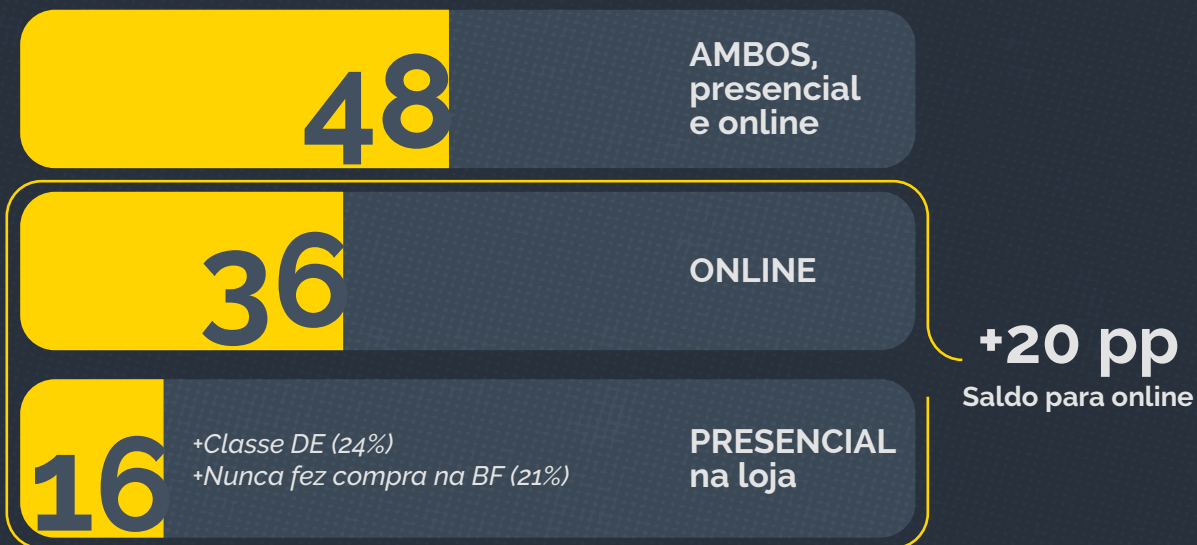 48
AMBOS,
presencial
e online
36
ONLINE
+20 pp
Saldo para online
16
+Classe DE (24%)
+Nunca fez compra na BF (21%)
PRESENCIAL
na loja